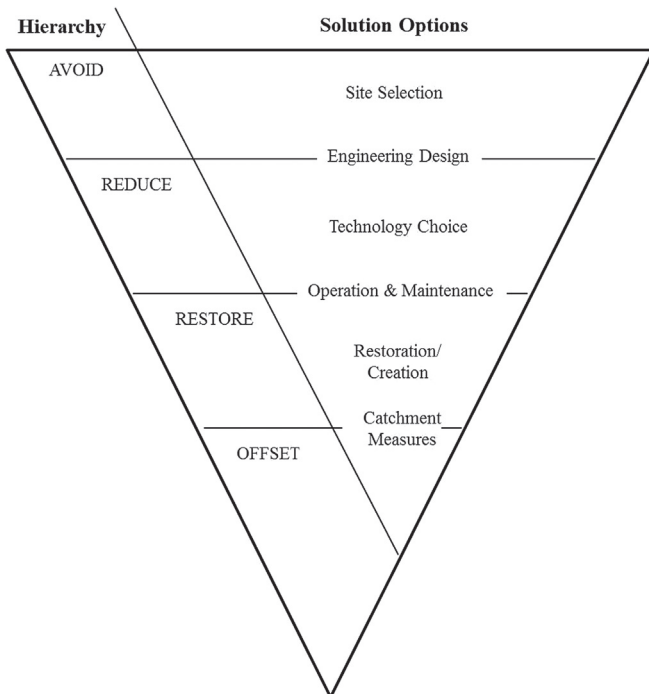 Hierarchy
Solution Options
AVOID
Site Selection
Engineering Design
REDUCE
Technology Choice
Operation & Maintenance
RESTORE
Restoration/
Creation
Catchment
Measures
OFFSET